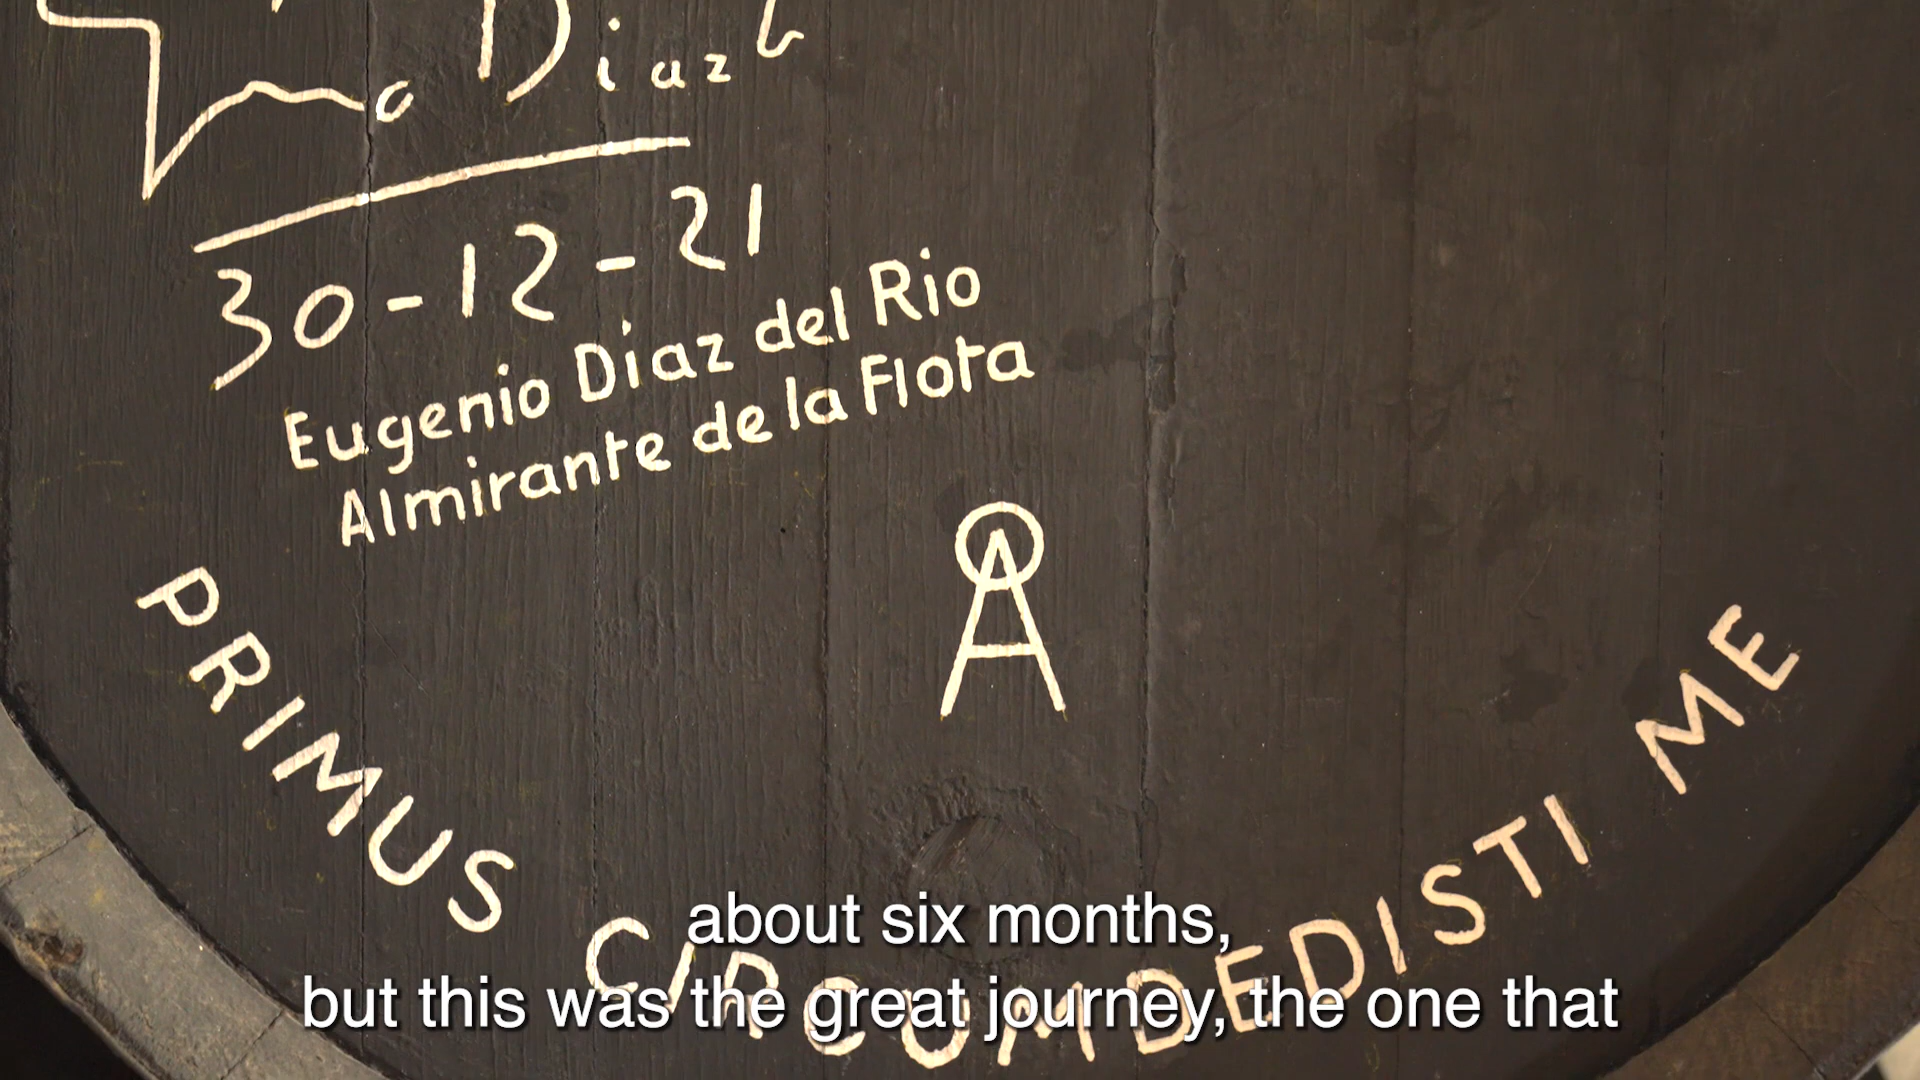 Diaz
30-12-21
Eugenio Diaz del Rio
Almirante de la Flota
PRIMUS CIRCUMDEDISTI ME
about six months,
but this was the great journey, the one that